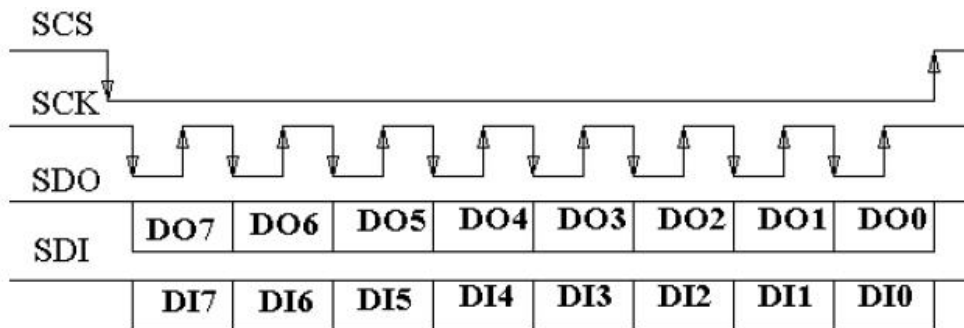 SCS
SCK
SDO
DO7 DO6 DO5 DO4 DO3 DO2 DO1 DO0
SDI
DI7 DI6 DI5 DI4 DI3 DI2 DI1 DI0